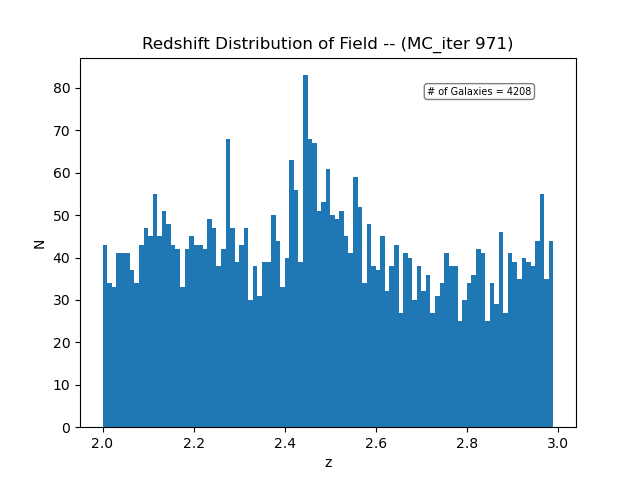 Redshift Distribution of Field -- (MC_iter 971)
# of Galaxies = 4208
80
70
60
50
40
30
20
10
0
N
2.0 2.2 2.4 2.6 2.8 3.0
z